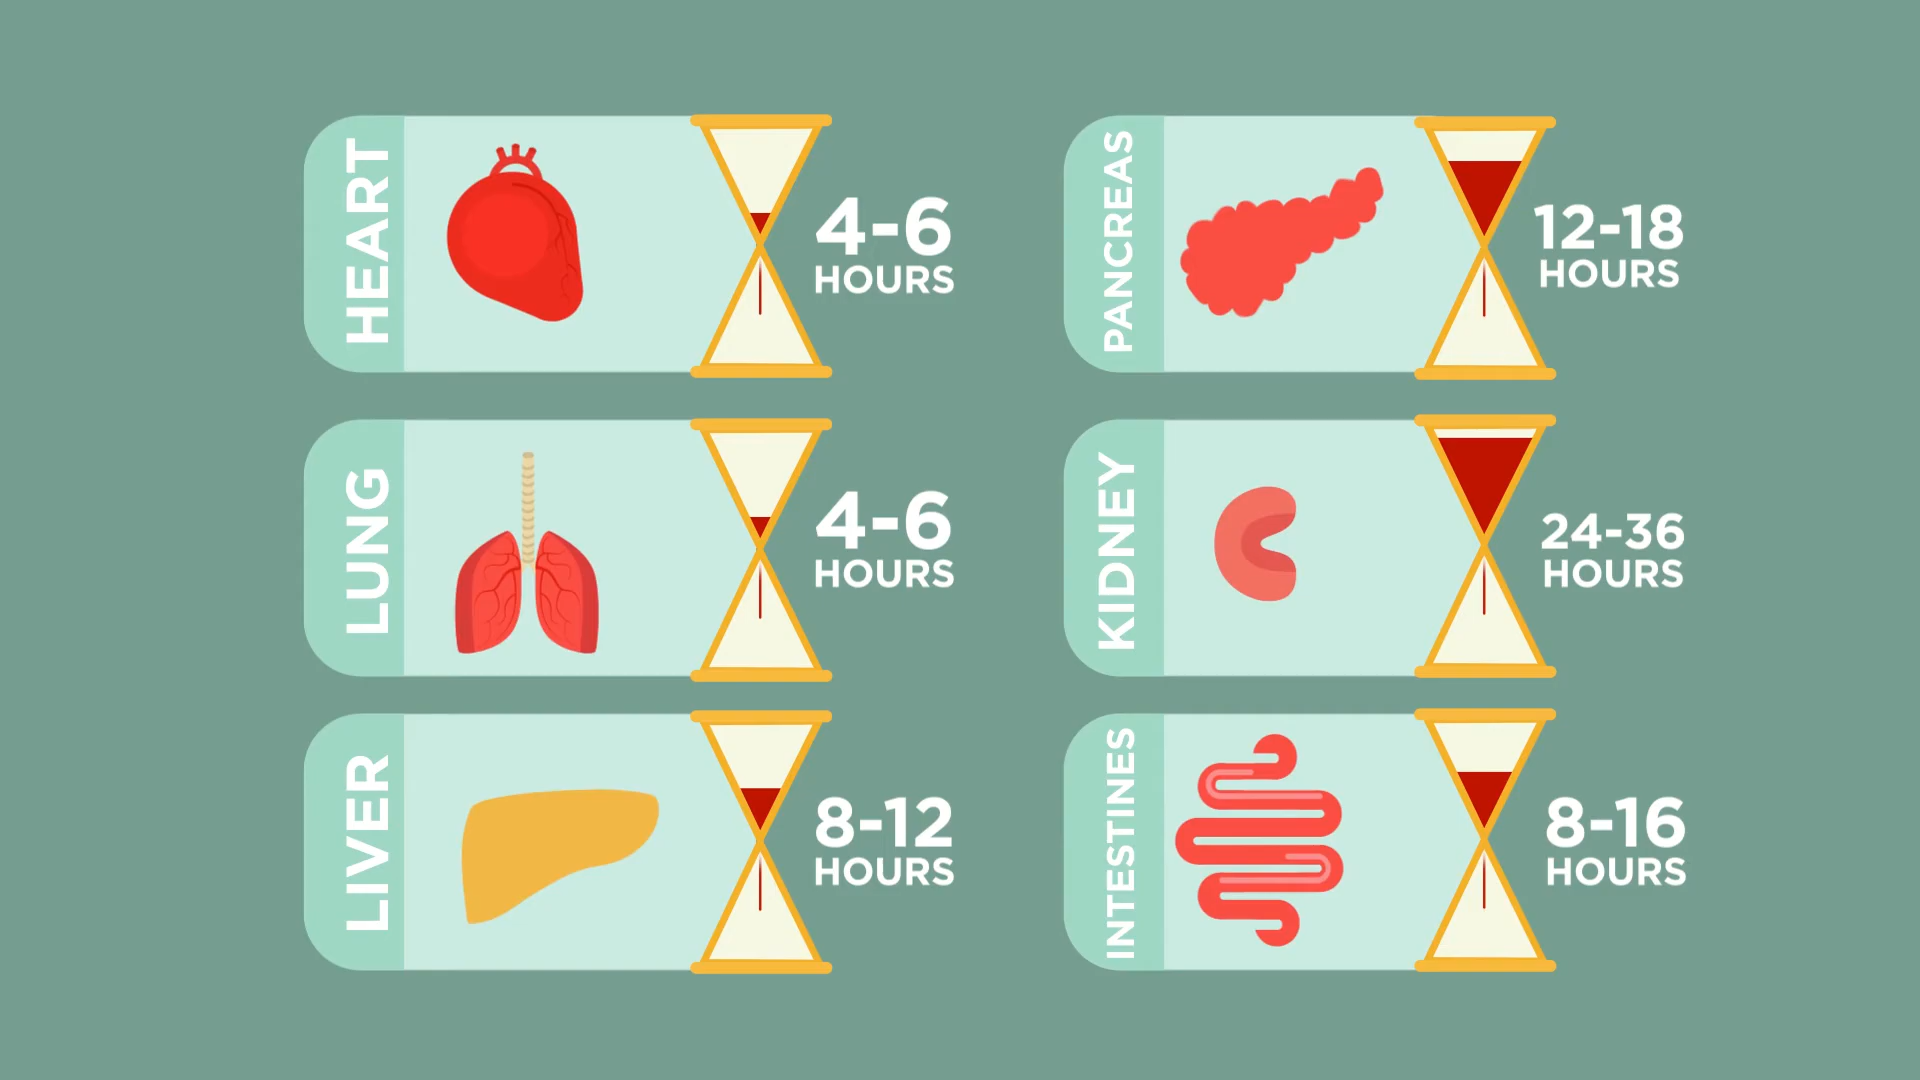 HEART
4-6
HOURS
PANCREAS
12-18
HOURS
LUNG
4-6
HOURS
KIDNEY
24-36
HOURS
LIVER
8-12
HOURS
INTESTINES
8-16
HOURS